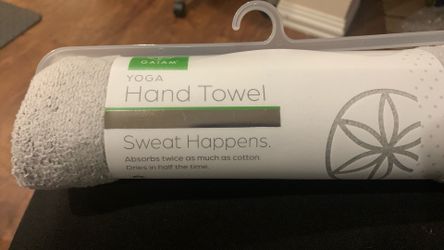 GAIAM
YOGA
Hand Towel
Sweat Happens.
Absorbs twice as much as cotton.
Dries in half the time.